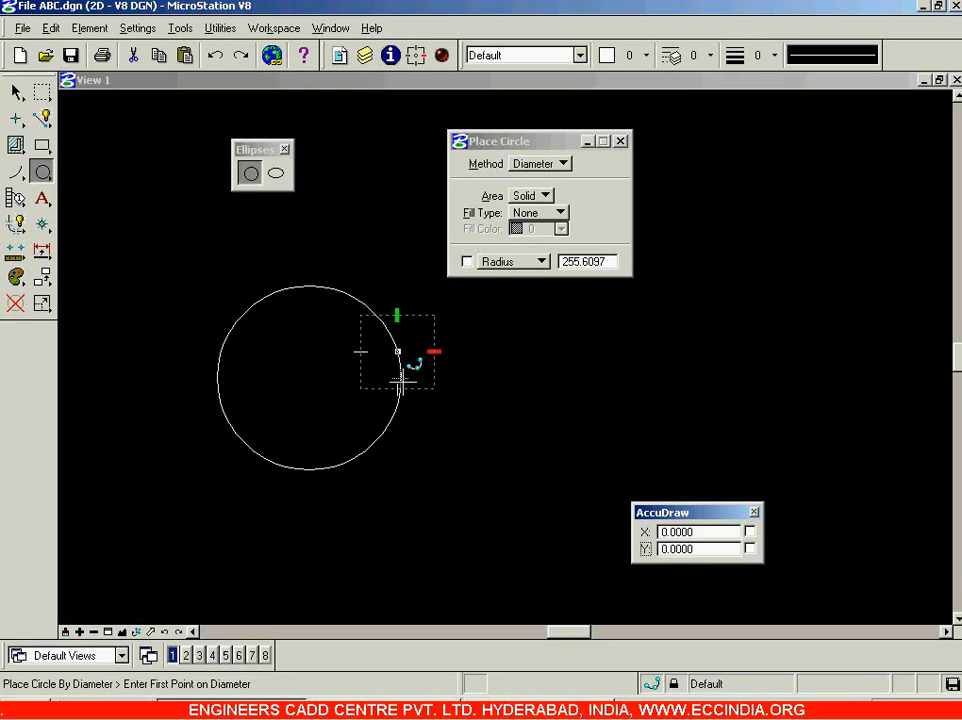 File ABC.dgn (2D - V8 DGN) - MicroStation V8
File Edit Element Settings Tools Utilities Workspace Window Help
Default 0 0 0
View 1
Ellipses
Place Circle
Method Diameter
Area Solid
Fill Type: None
Fill Color: 0
Radius 255.6097
AccuDraw
X: 0.0000
Y: 0.0000
Default Views 1 2 3 4 5 6 7 8
Place Circle By Diameter > Enter First Point on Diameter Default
ENGINEERS CADD CENTRE PVT. LTD. HYDERABAD, INDIA, WWW.ECCINDIA.ORG